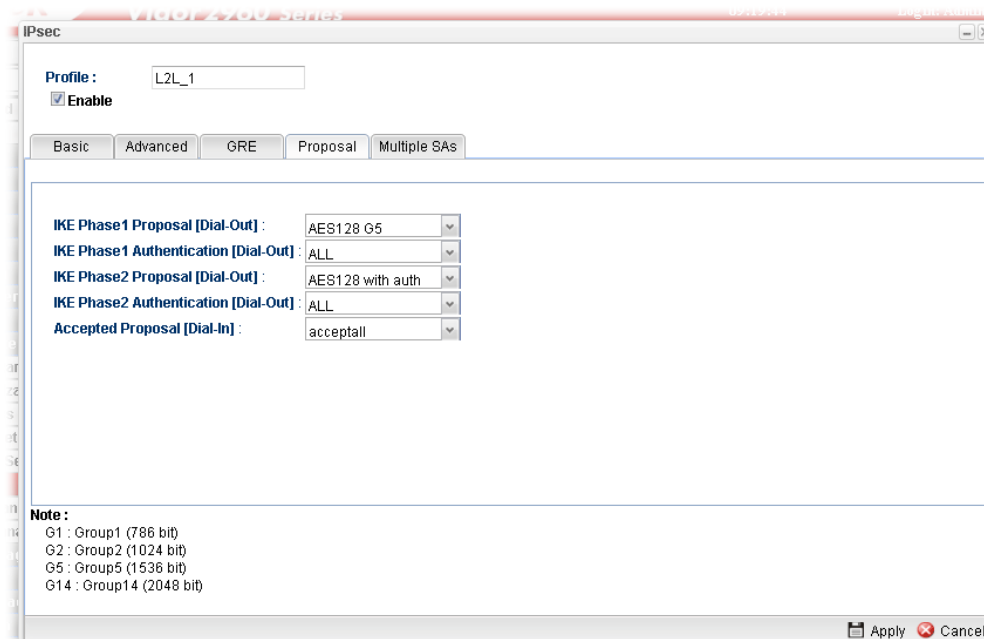 Vigor 2960 Series
IPsec
Profile :
L2L_1
Enable
Basic
Advanced
GRE
Proposal
Multiple SAs
IKE Phase1 Proposal [Dial-Out] :
AES128 G5
IKE Phase1 Authentication [Dial-Out] :
ALL
IKE Phase2 Proposal [Dial-Out] :
AES128 with auth
IKE Phase2 Authentication [Dial-Out] :
ALL
Accepted Proposal [Dial-In] :
acceptall
Note :
G1 : Group1 (786 bit)
G2 : Group2 (1024 bit)
G5 : Group5 (1536 bit)
G14 : Group14 (2048 bit)
Apply
Cancel